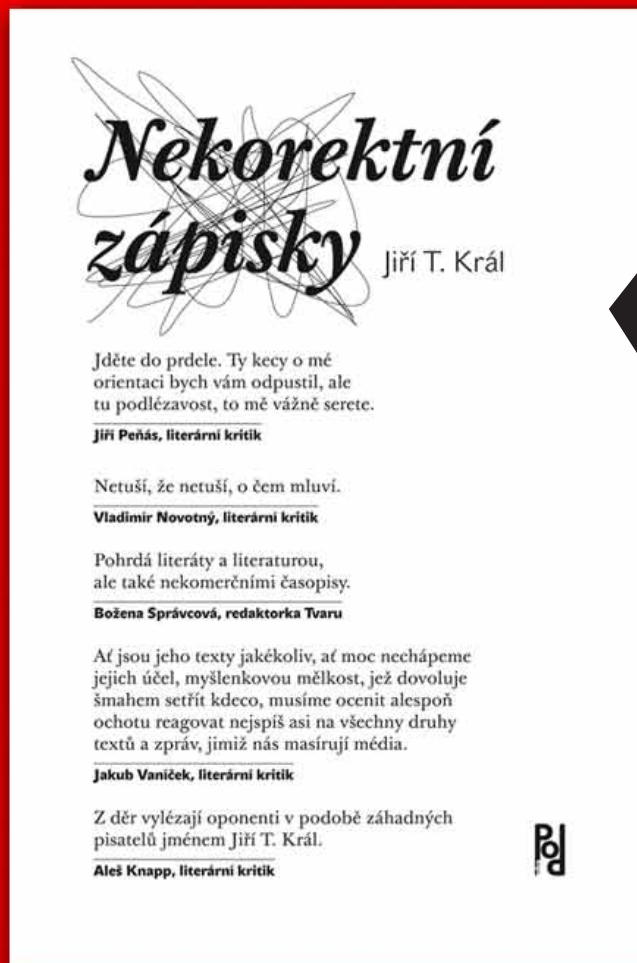 Nekorektní
zápisky
Jiří T. Král
Jděte do prdele. Ty kecy o mé
orientaci bych vám odpustil, ale
tu podlézavost, to mě vážně serete.
Jiří Peňás, literární kritik
Netuší, že netuší, o čem mluví.
Vladimír Novotný, literární kritik
Pohrdá literáty a literaturou,
ale také nekomerčními časopisy.
Božena Správcová, redaktorka Tvaru
Ať jsou jeho texty jakékoliv, ať moc nechápeme
jejich účel, myšlenkovou mělkost, jež dovoluje
šmahem setřít kdeco, musíme ocenit alespoň
ochotu reagovat nejspíš asi na všechny druhy
textů a zpráv, jimiž nás masírují média.
Jakub Vaníček, literární kritik
Z děr vylézají oponenti v podobě záhadných
pisatelů jménem Jiří T. Král.
Aleš Knapp, literární kritik